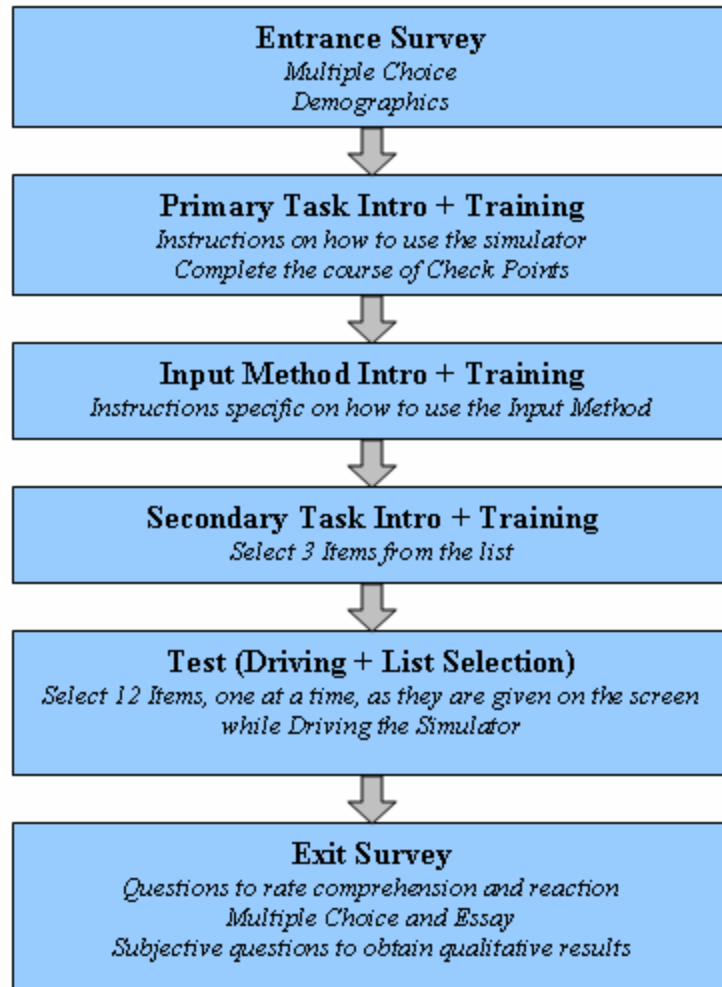 Entrance Survey
Multiple Choice
Demographics
Primary Task Intro + Training
Instructions on how to use the simulator
Complete the course of Check Points
Input Method Intro + Training
Instructions specific on how to use the Input Method
Secondary Task Intro + Training
Select 3 Items from the list
Test (Driving + List Selection)
Select 12 Items, one at a time, as they are given on the screen
while Driving the Simulator
Exit Survey
Questions to rate comprehension and reaction
Multiple Choice and Essay
Subjective questions to obtain qualitative results